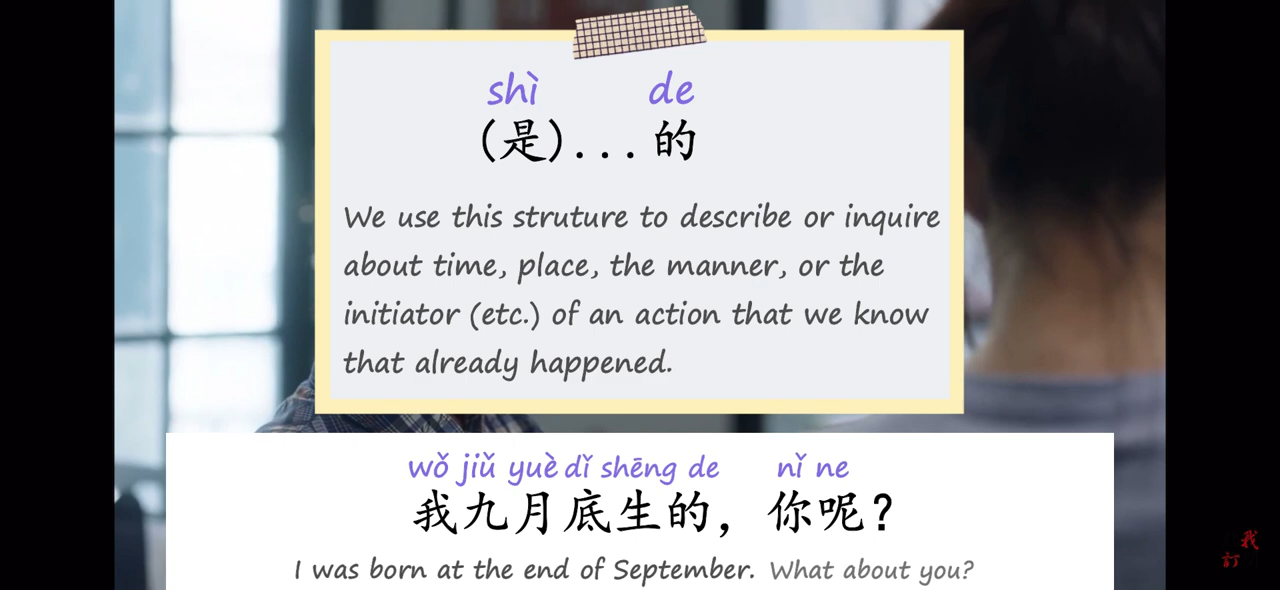 shì de
(是)...的
We use this struture to describe or inquire
about time, place, the manner, or the
initiator (etc.) of an action that we know
that already happened.
wǒ jiǔ yuè dǐ shēng de nǐ ne
我九月底生的，你呢？
I was born at the end of September. What about you?
我
訂